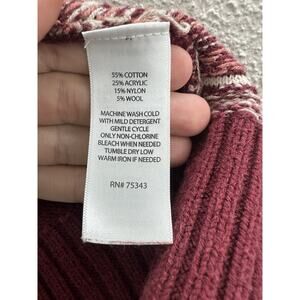 55% COTTON
25% ACRYLIC
15% NYLON
5% WOOL
MACHINE WASH COLD
WITH MILD DETERGENT
GENTLE CYCLE
ONLY NON-CHLORINE
BLEACH WHEN NEEDED
TUMBLE DRY LOW
WARM IRON IF NEEDED
RN# 75343